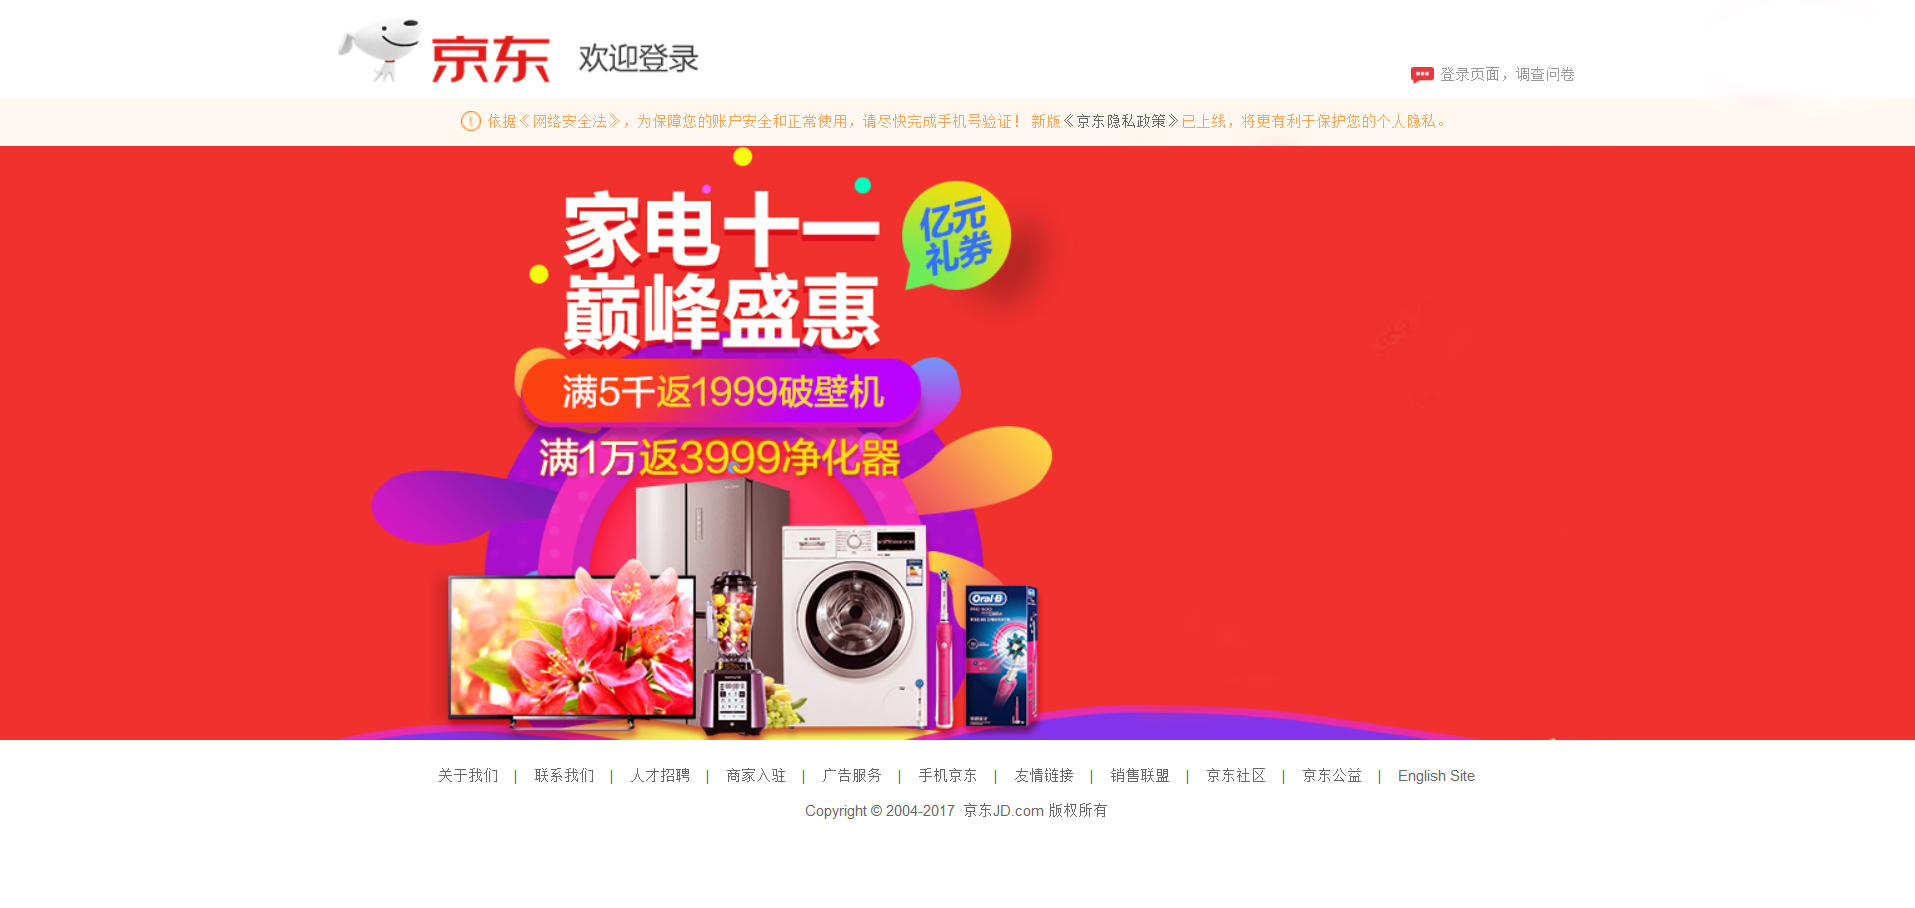 京东 欢迎登录
登录页面，调查问卷
依据《网络安全法》，为保障您的账户安全和正常使用，请尽快完成手机号验证！ 新版《京东隐私政策》已上线，将更有利于保护您的个人隐私。
家电十一
巅峰盛惠
亿元
礼券
满5千返1999破壁机
满1万返3999净化器
BOSCH
Oral-B
关于我们 | 联系我们 | 人才招聘 | 商家入驻 | 广告服务 | 手机京东 | 友情链接 | 销售联盟 | 京东社区 | 京东公益 | English Site
Copyright © 2004-2017 京东JD.com 版权所有